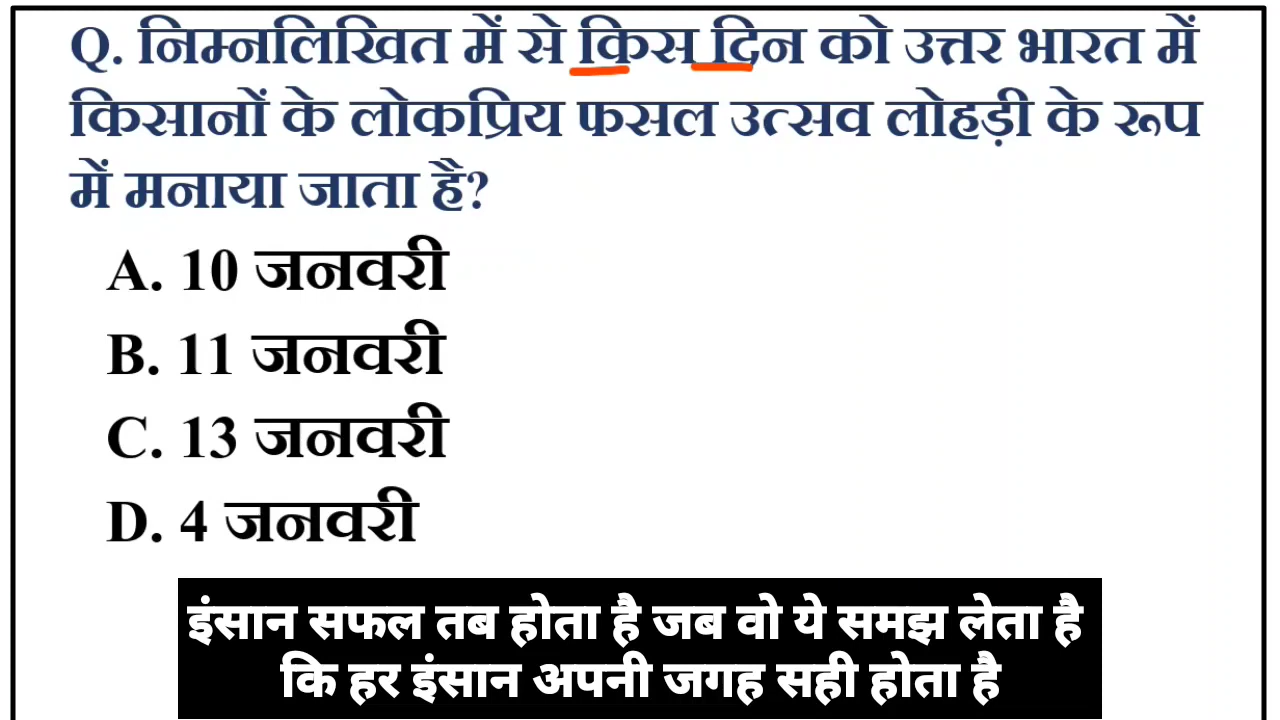 Q. निम्नलिखित में से किस दिन को उत्तर भारत में
किसानों के लोकप्रिय फसल उत्सव लोहड़ी के रूप
में मनाया जाता है?
A. 10 जनवरी
B. 11 जनवरी
C. 13 जनवरी
D. 4 जनवरी
इंसान सफल तब होता है जब वो ये समझ लेता है
कि हर इंसान अपनी जगह सही होता है